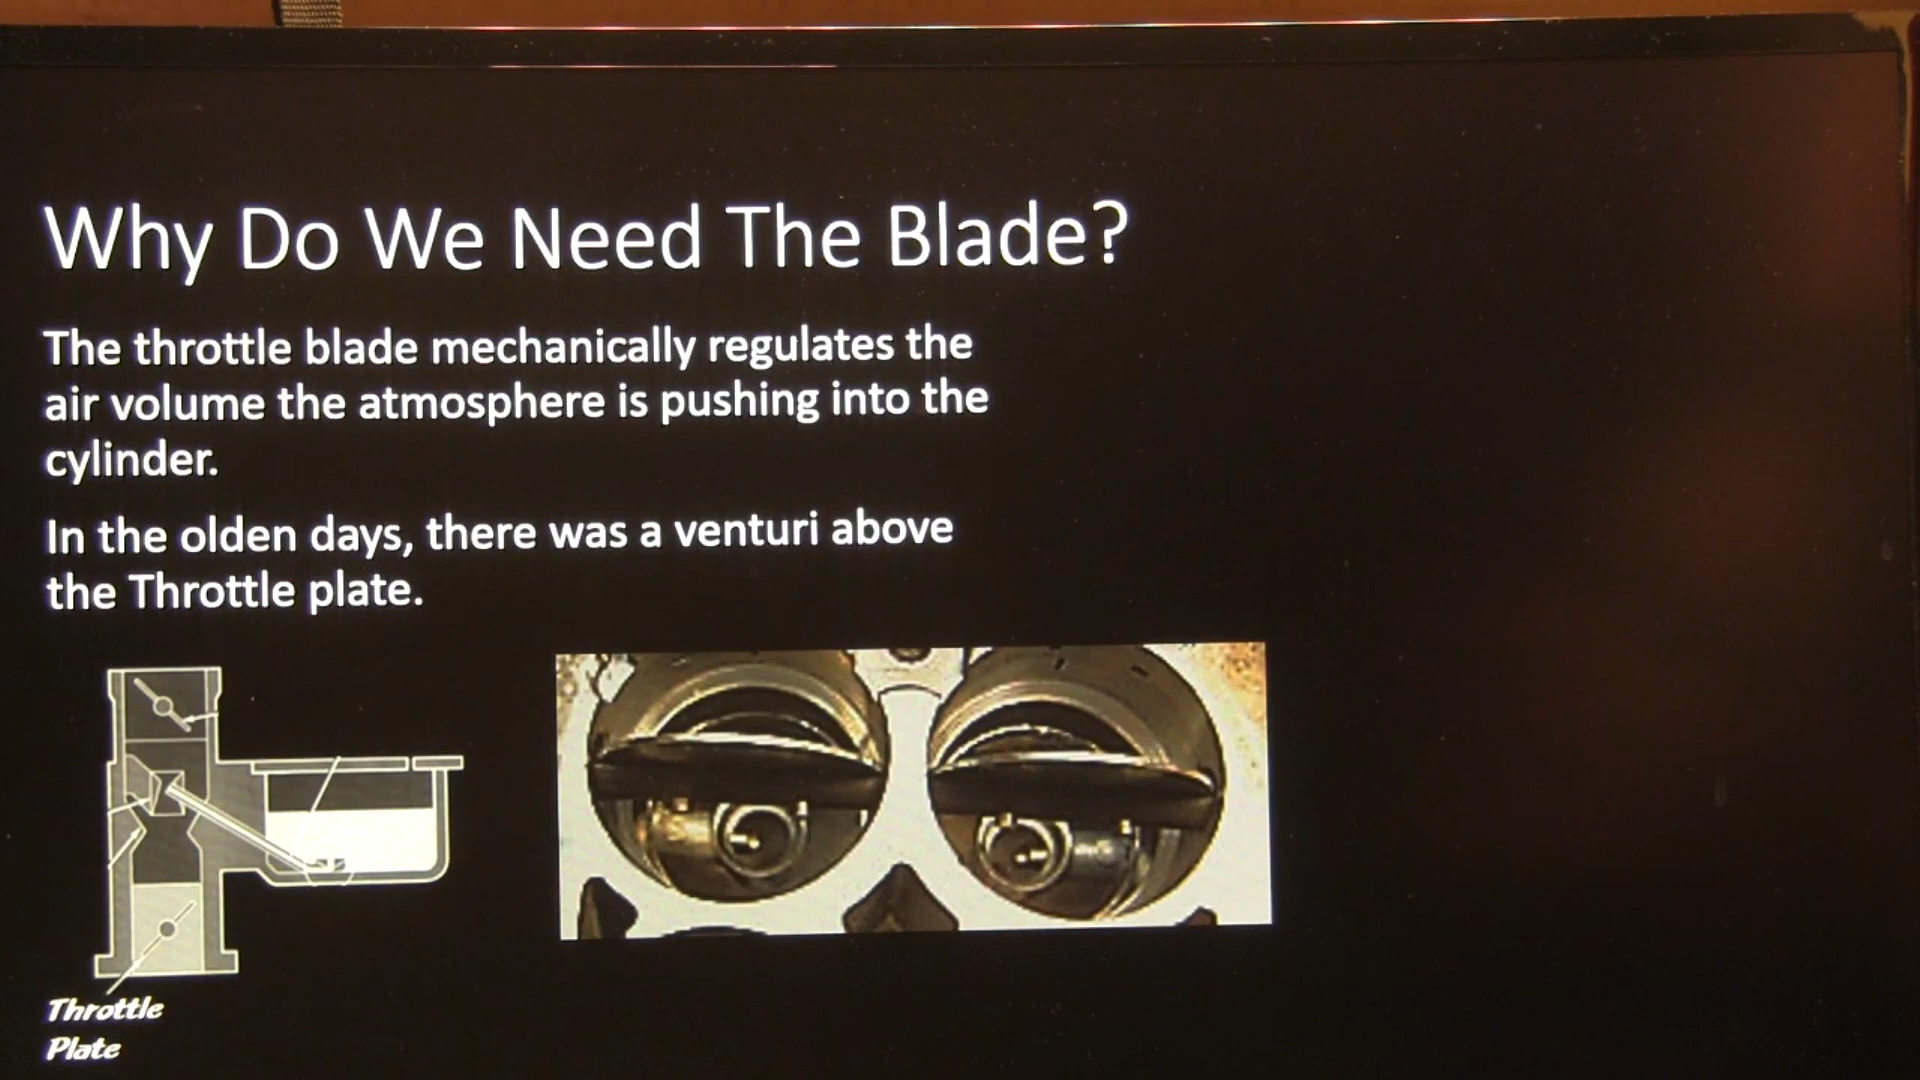 Why Do We Need The Blade?
The throttle blade mechanically regulates the
air volume the atmosphere is pushing into the
cylinder.
In the olden days, there was a venturi above
the Throttle plate.
Throttle
Plate